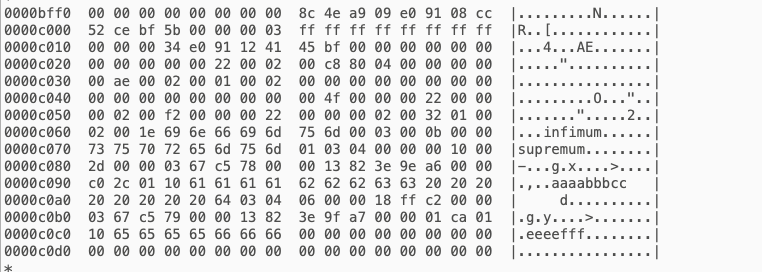 0000bff0  00 00 00 00 00 00 00 00  8c 4e a9 09 e0 91 08 cc  |.........N......|
0000c000  52 ce bf 5b 00 00 00 03  ff ff ff ff ff ff ff ff  |R..[............|
0000c010  00 00 00 34 e0 91 12 41  45 bf 00 00 00 00 00 00  |...4...AE.......|
0000c020  00 00 00 00 00 22 00 02  00 c8 80 04 00 00 00 00  |....."..........|
0000c030  00 ae 00 02 00 01 00 02  00 00 00 00 00 00 00 00  |................|
0000c040  00 00 00 00 00 00 00 00  00 4f 00 00 00 22 00 00  |.........O..."..|
0000c050  00 02 00 f2 00 00 00 22  00 00 00 02 00 32 01 00  |.......".....2..|
0000c060  02 00 1e 69 6e 66 69 6d  75 6d 00 03 00 0b 00 00  |...infimum......|
0000c070  73 75 70 72 65 6d 75 6d  01 03 04 00 00 00 10 00  |supremum........|
0000c080  2d 00 00 03 67 c5 78 00  00 13 82 3e 9e a6 00 00  |-...g.x....>....|
0000c090  c0 2c 01 10 61 61 61 61  62 62 62 63 63 20 20 20  |.,..aaaabbbcc   |
0000c0a0  20 20 20 20 20 64 03 04  06 00 00 18 ff c2 00 00  |     d..........|
0000c0b0  03 67 c5 79 00 00 13 82  3e 9f a7 00 00 01 ca 01  |.g.y....>.......|
0000c0c0  10 65 65 65 65 66 66 66  00 00 00 00 00 00 00 00  |.eeeefff........|
0000c0d0  00 00 00 00 00 00 00 00  00 00 00 00 00 00 00 00  |................|
*